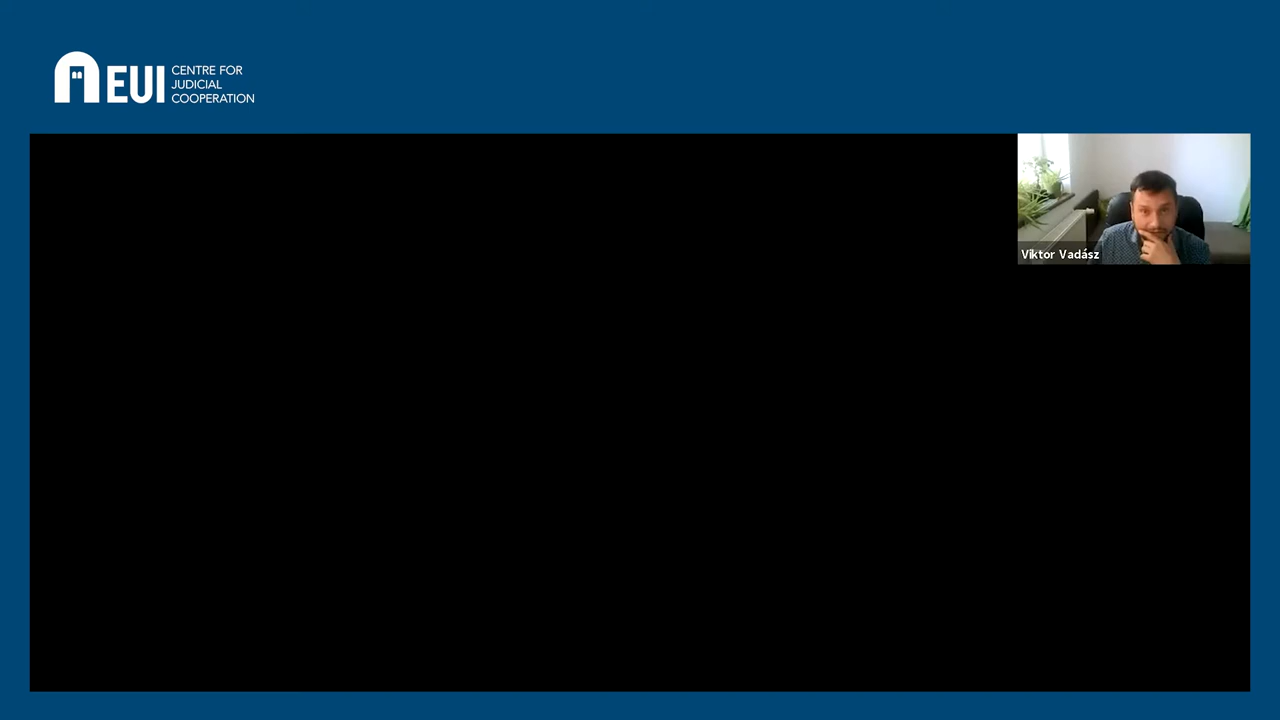 EUI
CENTRE FOR
JUDICIAL
COOPERATION
Viktor Vadász